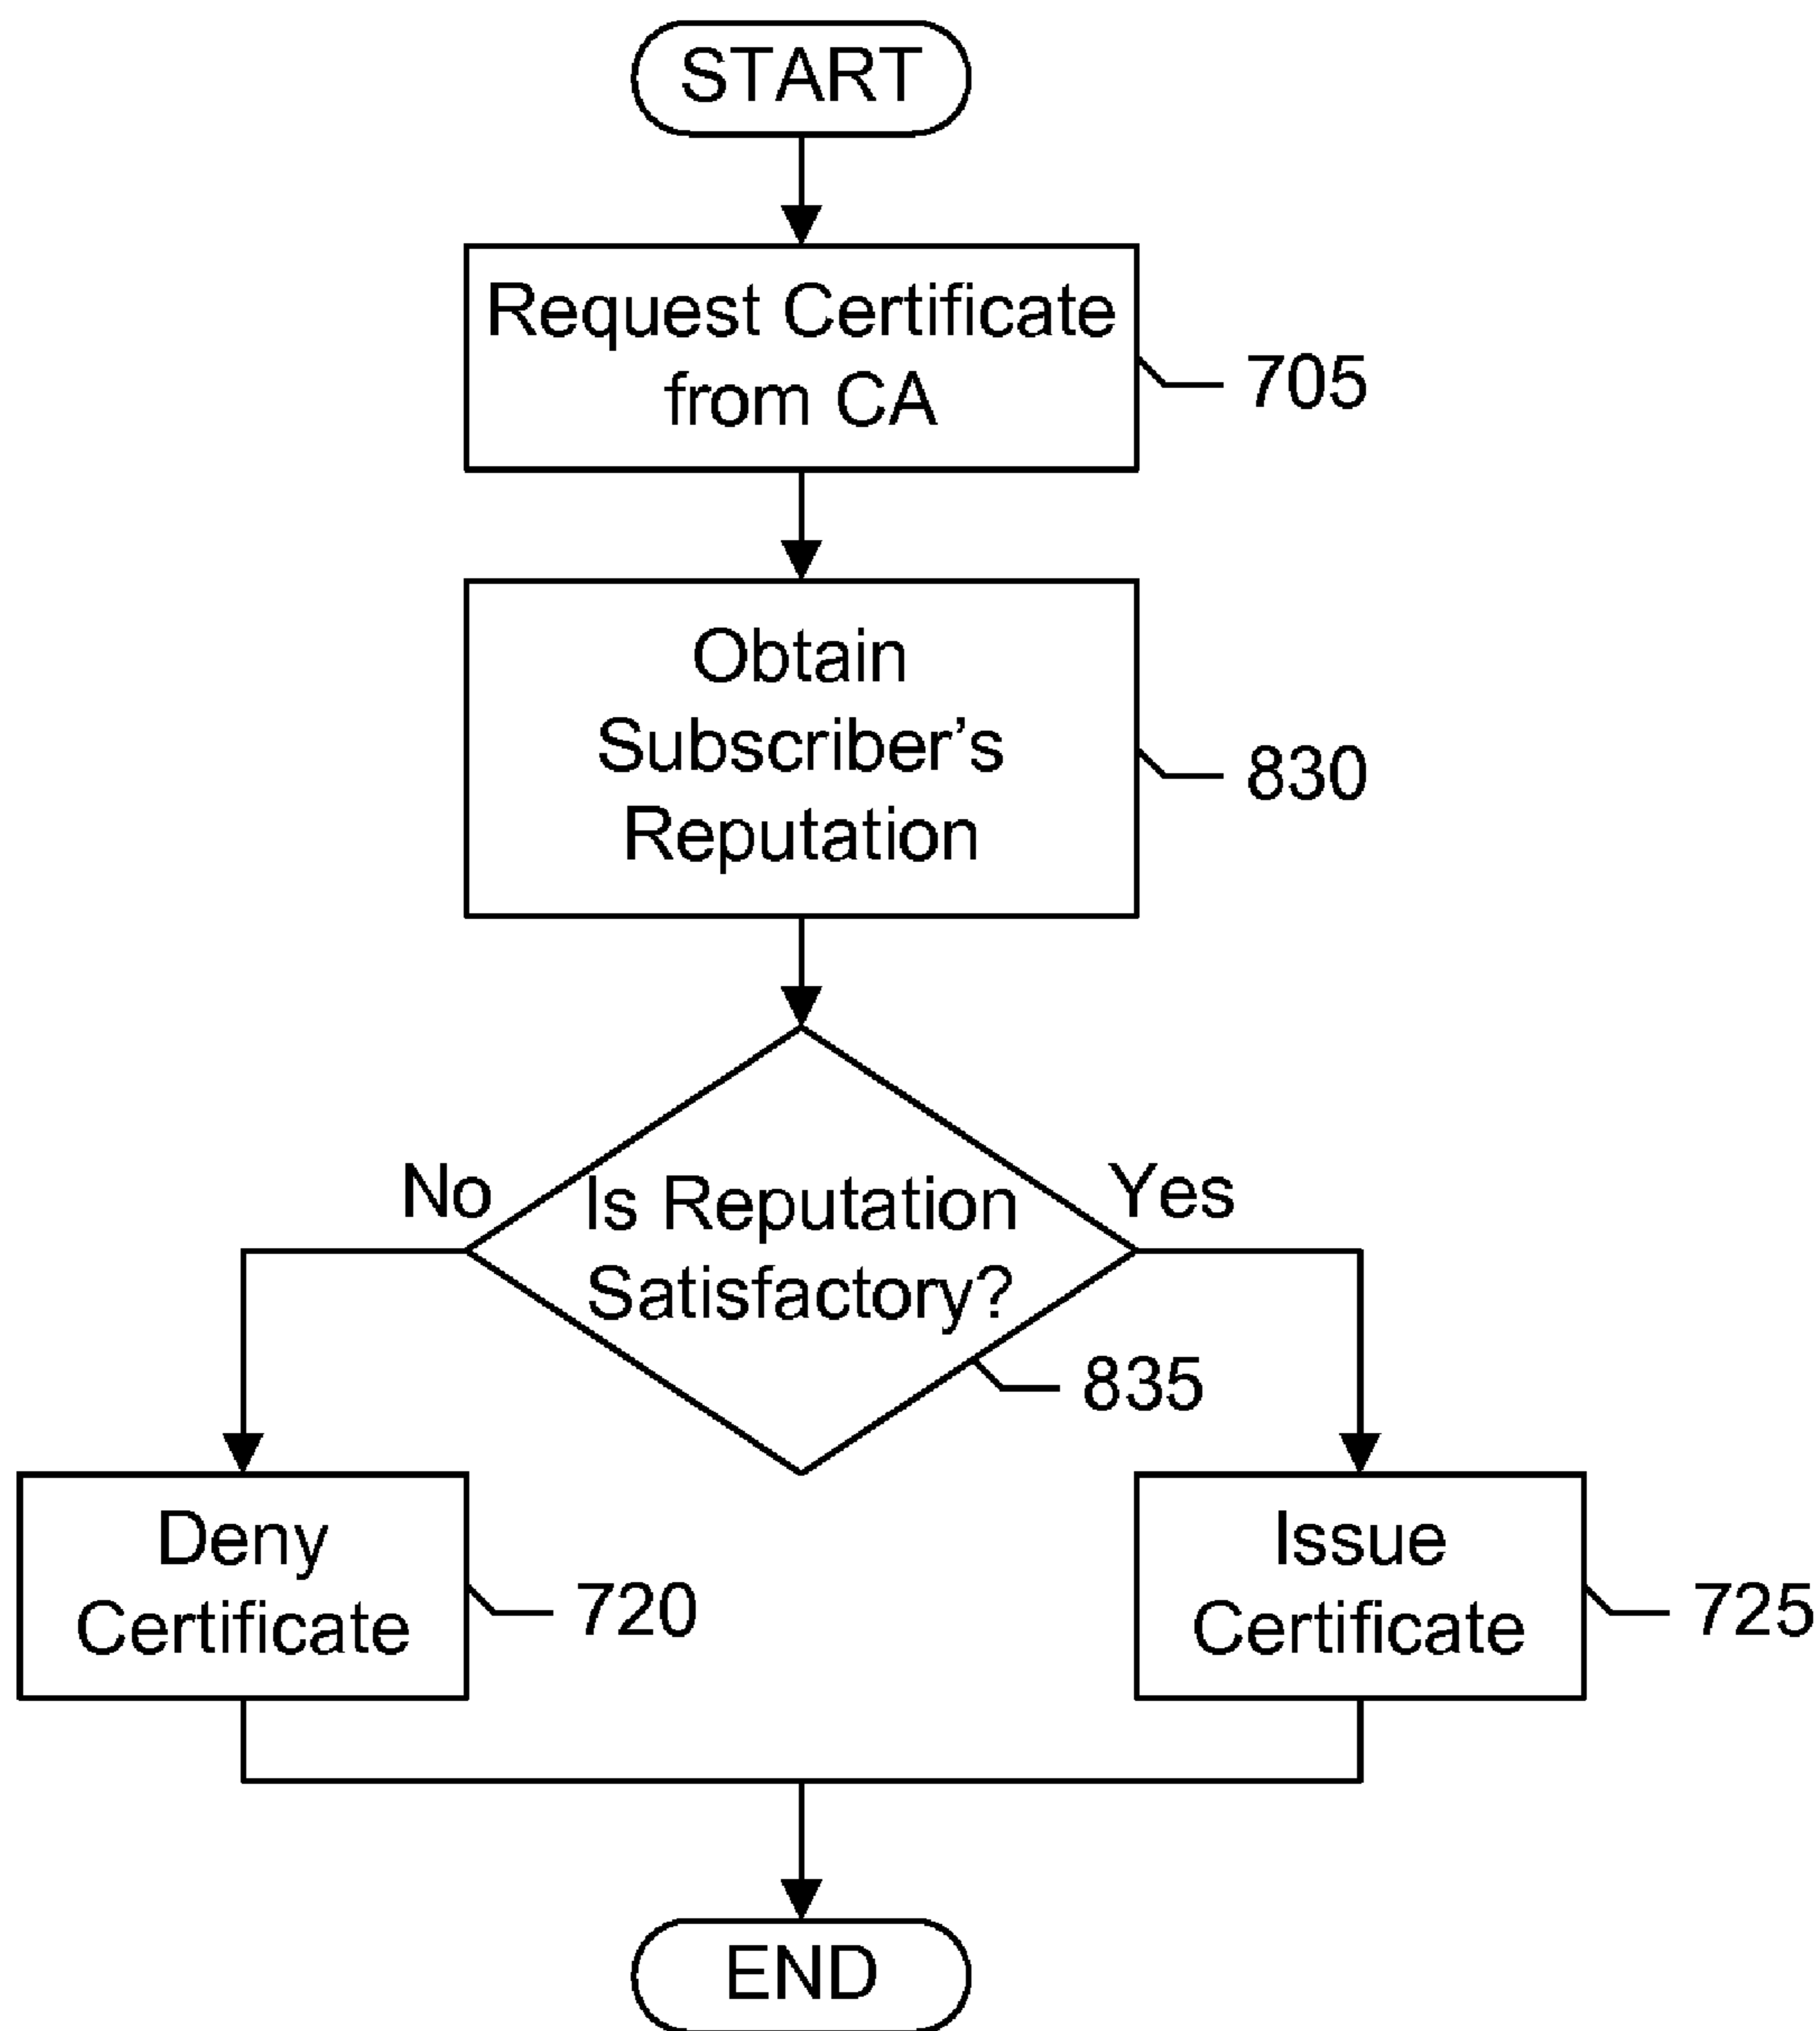 START
Request Certificate
from CA
705
Obtain
Subscriber’s
Reputation
830
No
Is Reputation
Satisfactory?
Yes
835
Deny
Certificate
720
Issue
Certificate
725
END